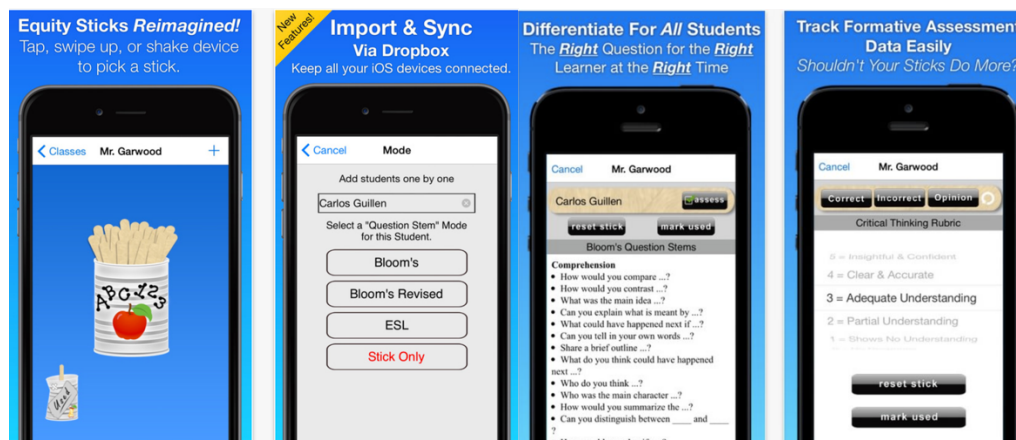 Equity Sticks Reimagined!
Tap, swipe up, or shake device
to pick a stick.
Classes Mr. Garwood +
ABC 123
Used
New
Features!
Import & Sync
Via Dropbox
Keep all your iOS devices connected.
Cancel Mode
Add students one by one
Carlos Guillen
Select a "Question Stem" Mode
for this Student.
Bloom's
Bloom's Revised
ESL
Stick Only
Differentiate For All Students
The Right Question for the Right
Learner at the Right Time
Cancel Mr. Garwood
Carlos Guillen assess
reset stick mark used
Bloom's Question Stems
Comprehension
• How would you compare ...?
• How would you contrast ...?
• What was the main idea ...?
• Can you explain what is meant by ...?
• What could have happened next if ...?
• Can you tell in your own words ...?
• Share a brief outline ...?
• What do you think could have happened
next ...?
• Who do you think ...?
• Who was the main character ...?
• How would you summarize the ...?
• Can you distinguish between ____ and ____
?
Track Formative Assessment
Data Easily
Shouldn't Your Sticks Do More?
Cancel Mr. Garwood
Correct Incorrect Opinion
Critical Thinking Rubric
5 = Insightful & Confident
4 = Clear & Accurate
3 = Adequate Understanding
2 = Partial Understanding
1 = Shows No Understanding
reset stick
mark used